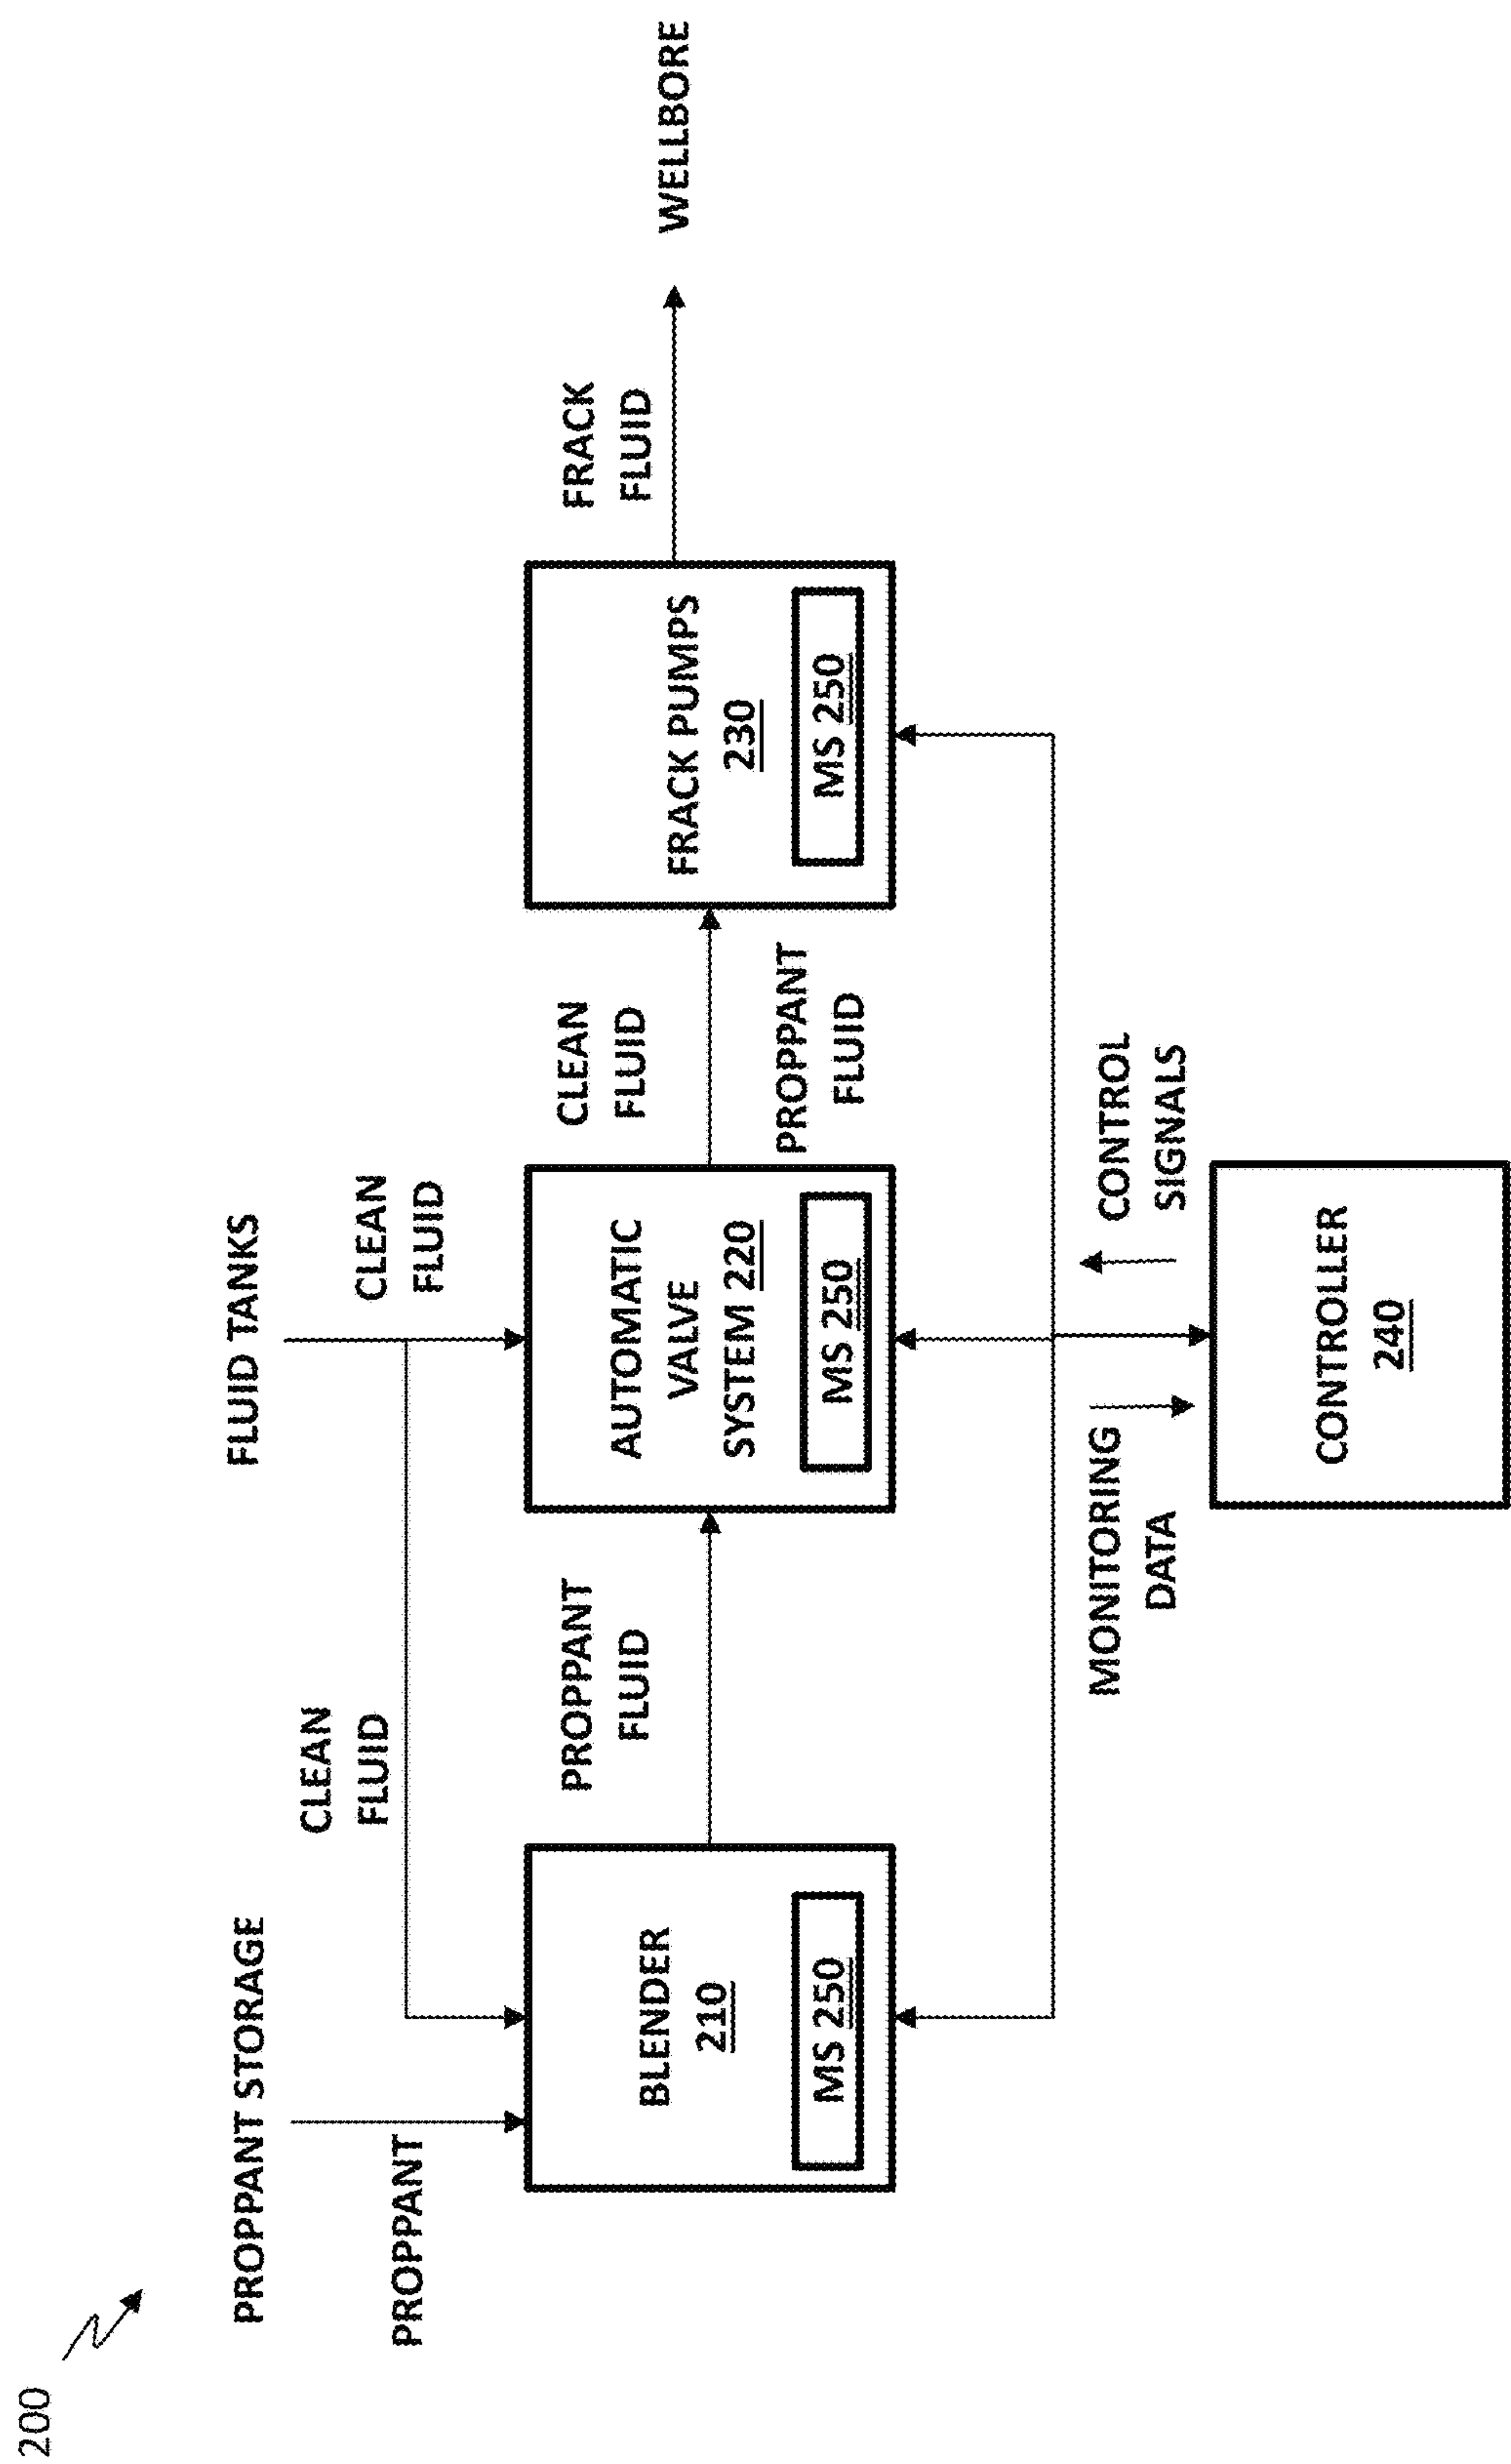 200
PROPPANT STORAGE
PROPPANT
CLEAN
FLUID
FLUID TANKS
CLEAN
FLUID
BLENDER
210
MS 250
PROPPANT
FLUID
AUTOMATIC
VALVE
SYSTEM 220
MS 250
CLEAN
FLUID
PROPPANT
FLUID
FRACK PUMPS
230
MS 250
FRACK
FLUID
WELLBORE
MONITORING
DATA
CONTROL
SIGNALS
CONTROLLER
240